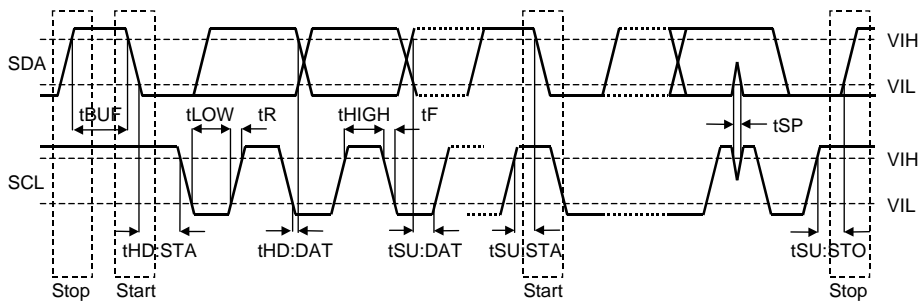 VIH
SDA
VIL
tBUF tLOW tR tHIGH tF tSP
VIH
SCL
VIL
tHD:STA tHD:DAT tSU:DAT tSU:STA tSU:STO
Stop Start Start Stop